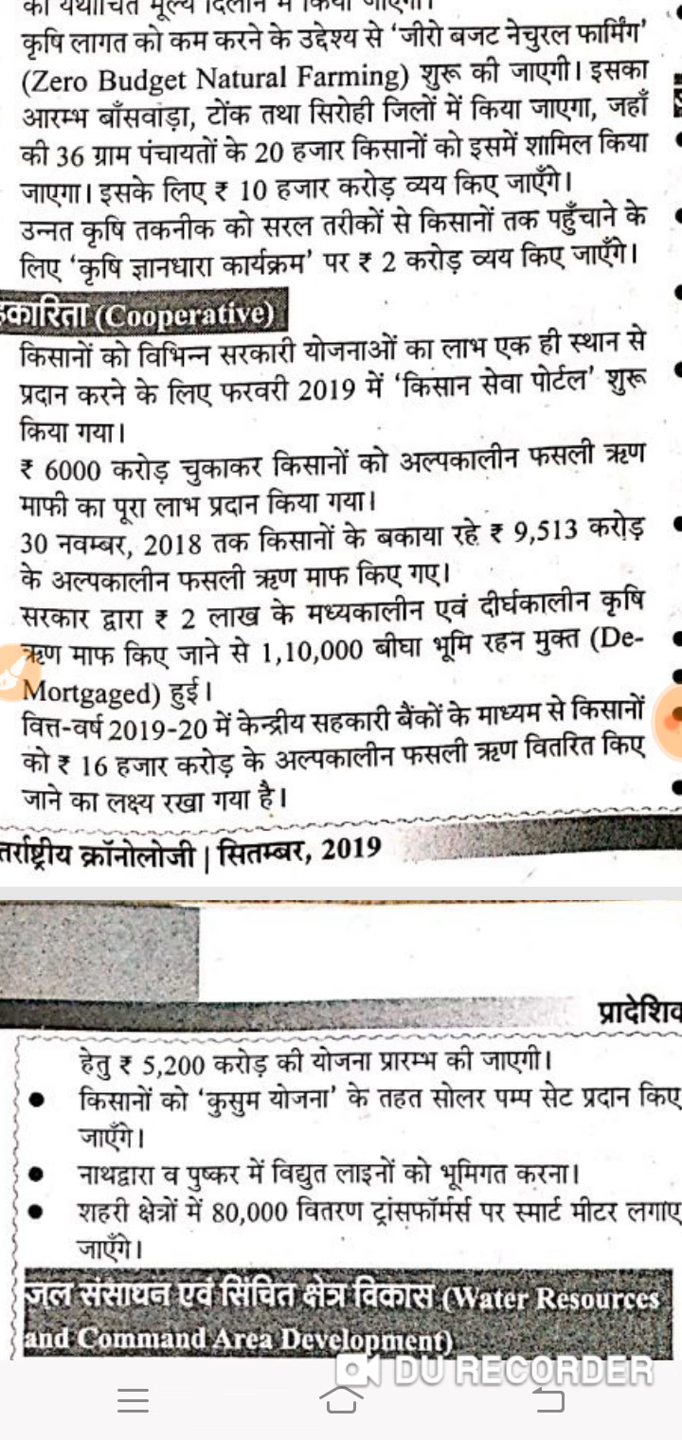 कृषि लागत को कम करने के उद्देश्य से ‘जीरो बजट नेचुरल फार्मिंग’
(Zero Budget Natural Farming) शुरू की जाएगी। इसका
आरम्भ बाँसवाड़ा, टोंक तथा सिरोही जिलों में किया जाएगा, जहाँ
की 36 ग्राम पंचायतों के 20 हजार किसानों को इसमें शामिल किया
जाएगा। इसके लिए ₹ 10 हजार करोड़ व्यय किए जाएँगे।
उन्नत कृषि तकनीक को सरल तरीकों से किसानों तक पहुँचाने के
लिए ‘कृषि ज्ञानधारा कार्यक्रम’ पर ₹ 2 करोड़ व्यय किए जाएँगे।
हकारिता (Cooperative)
किसानों को विभिन्न सरकारी योजनाओं का लाभ एक ही स्थान से
प्रदान करने के लिए फरवरी 2019 में ‘किसान सेवा पोर्टल’ शुरू
किया गया।
₹ 6000 करोड़ चुकाकर किसानों को अल्पकालीन फसली ऋण
माफी का पूरा लाभ प्रदान किया गया।
30 नवम्बर, 2018 तक किसानों के बकाया रहे ₹ 9,513 करोड़
के अल्पकालीन फसली ऋण माफ किए गए।
सरकार द्वारा ₹ 2 लाख के मध्यकालीन एवं दीर्घकालीन कृषि
ऋण माफ किए जाने से 1,10,000 बीघा भूमि रहन मुक्त (De-
Mortgaged) हुई।
वित्त-वर्ष 2019-20 में केन्द्रीय सहकारी बैंकों के माध्यम से किसानों
को ₹ 16 हजार करोड़ के अल्पकालीन फसली ऋण वितरित किए
जाने का लक्ष्य रखा गया है।
तर्राष्ट्रीय क्रॉनोलोजी | सितम्बर, 2019
प्रादेशिक
हेतु ₹ 5,200 करोड़ की योजना प्रारम्भ की जाएगी।
● किसानों को ‘कुसुम योजना’ के तहत सोलर पम्प सेट प्रदान किए
जाएँगे।
● नाथद्वारा व पुष्कर में विद्युत लाइनों को भूमिगत करना।
● शहरी क्षेत्रों में 80,000 वितरण ट्रांसफॉर्मर्स पर स्मार्ट मीटर लगाए
जाएँगे।
जल संसाधन एवं सिंचित क्षेत्र विकास (Water Resources
and Command Area Development)
DU RECORDER